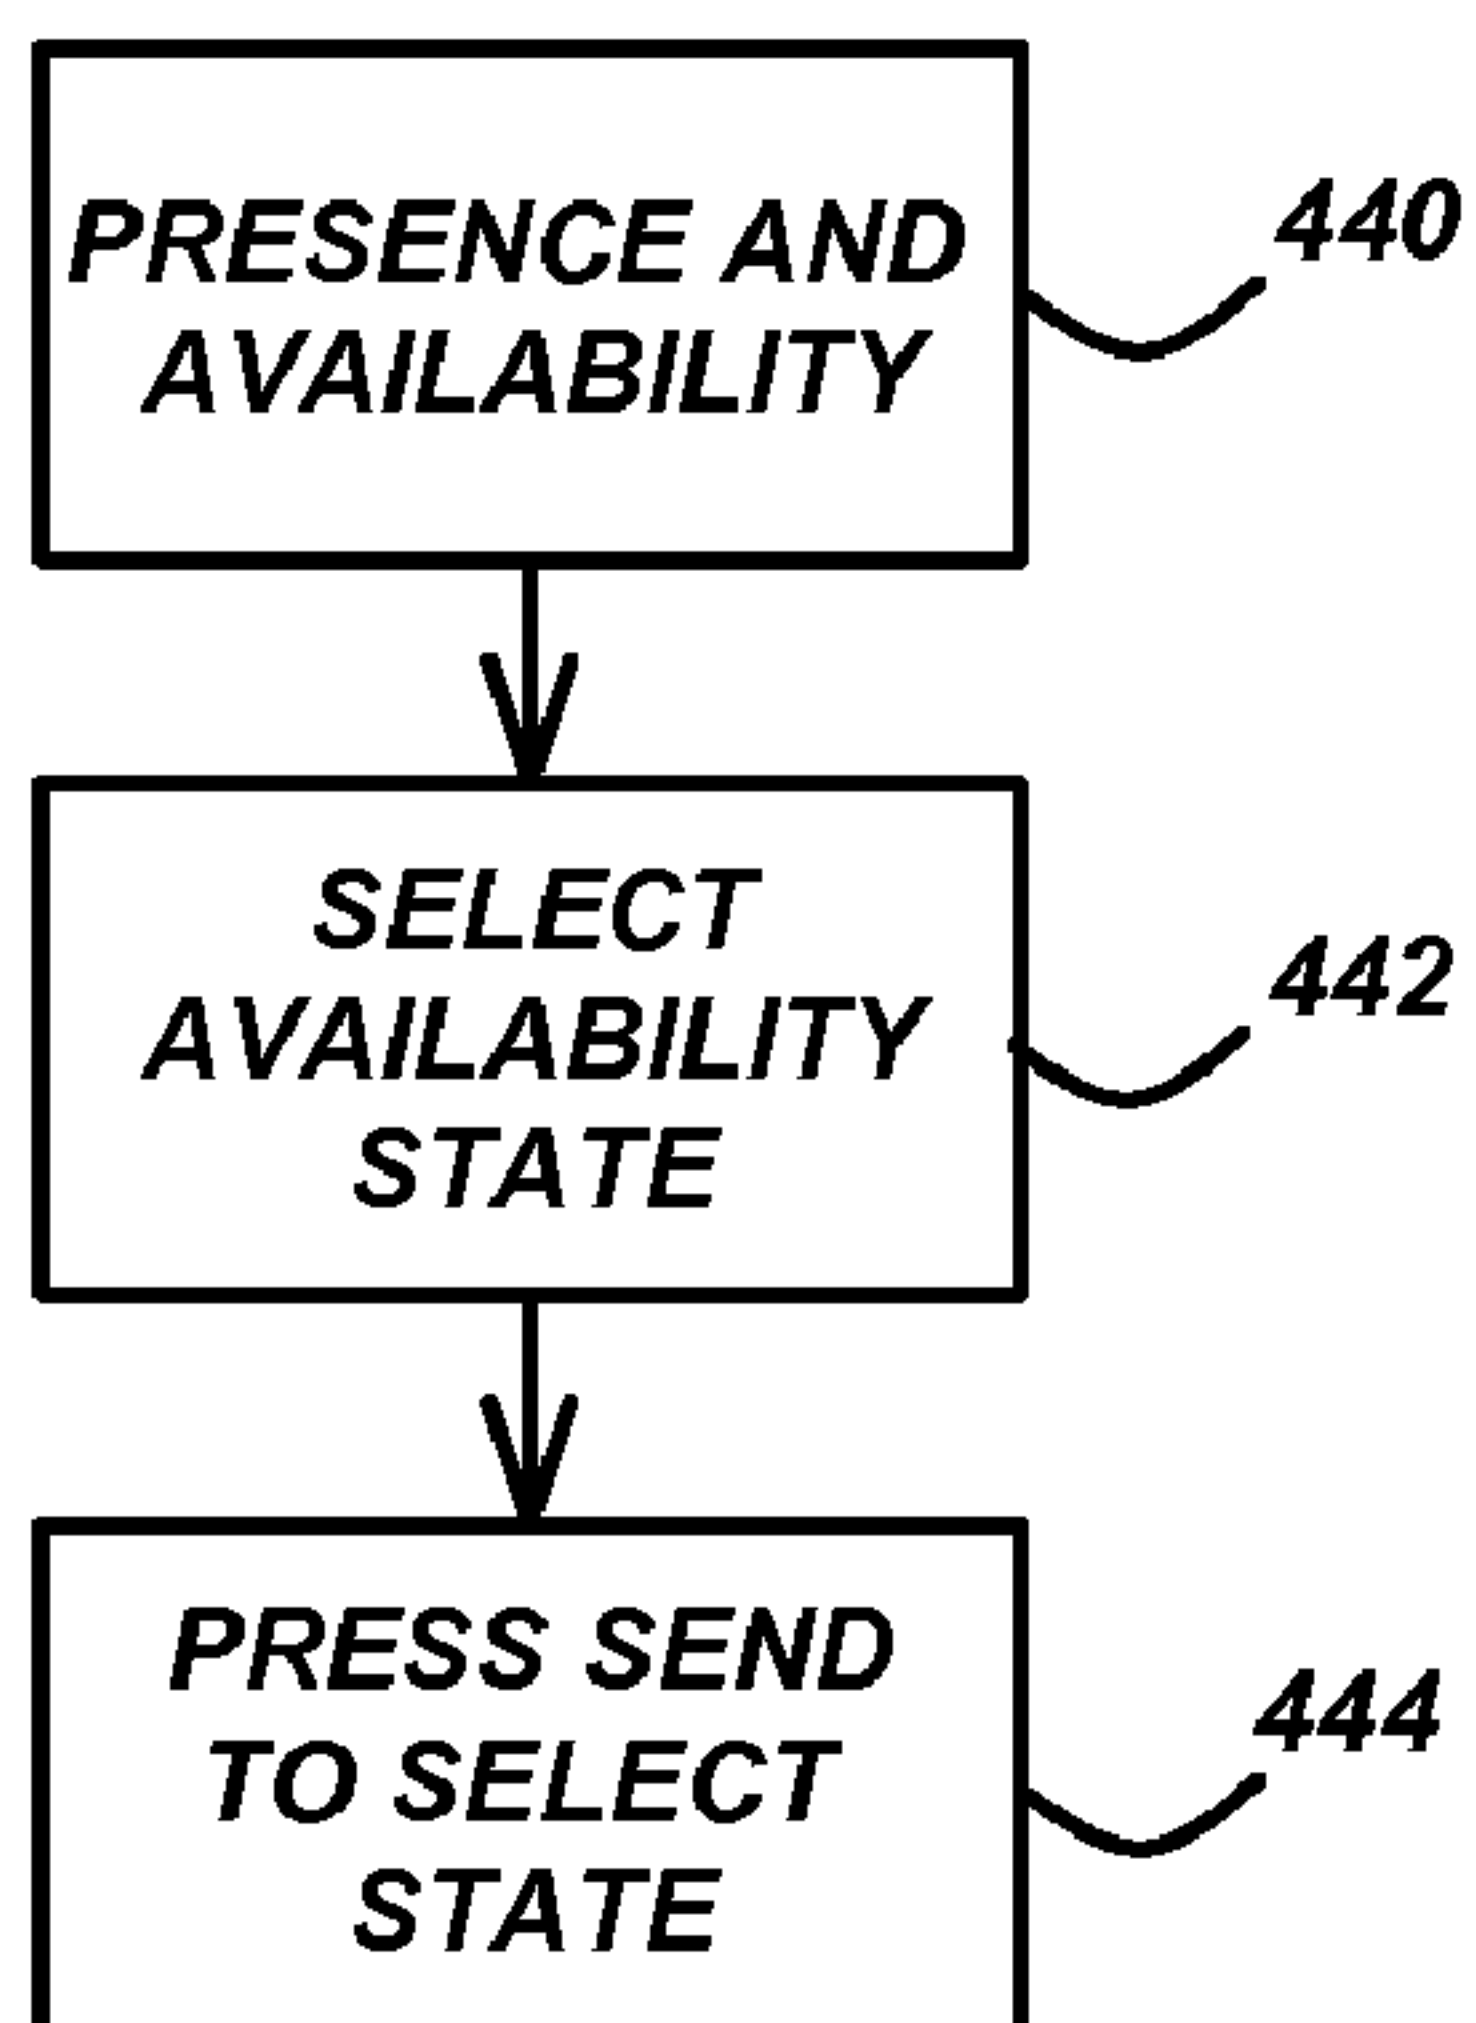 PRESENCE AND
AVAILABILITY
440
SELECT
AVAILABILITY
STATE
442
PRESS SEND
TO SELECT
STATE
444